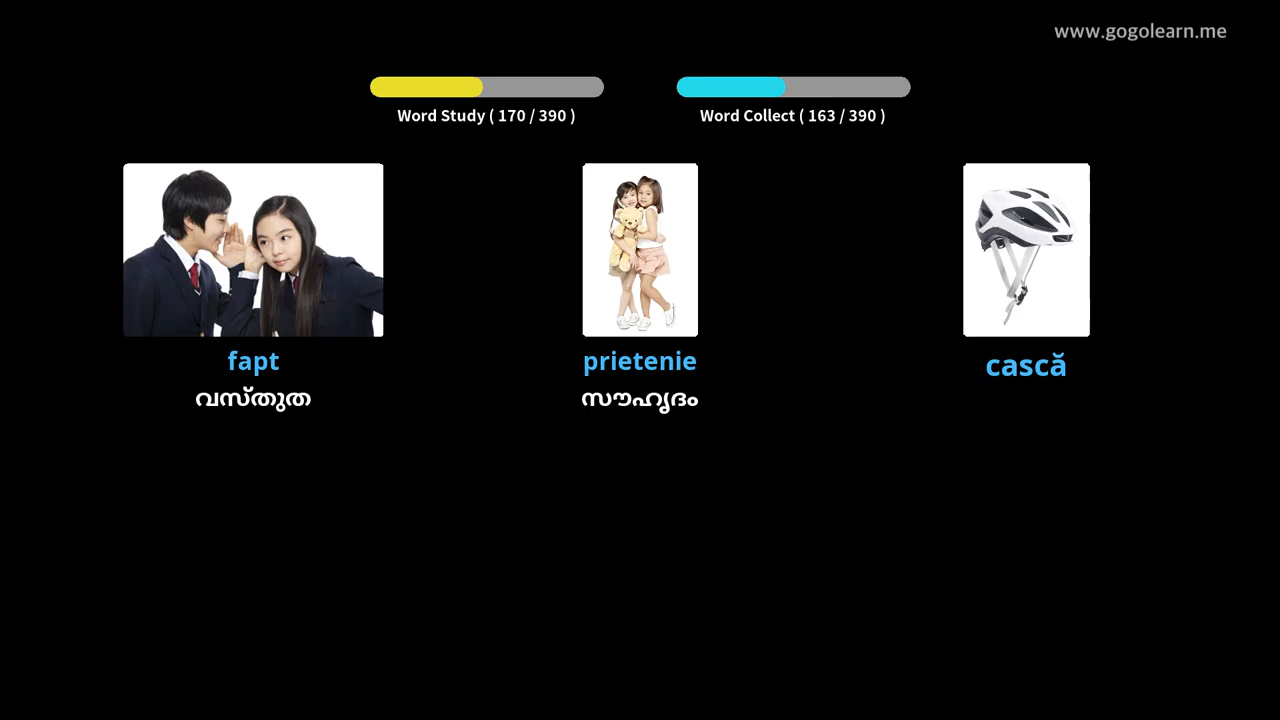 www.gogolearn.me
Word Study ( 170 / 390 )
Word Collect ( 163 / 390 )
fapt
വസ്തുത
prietenie
സൗഹൃദം
cască